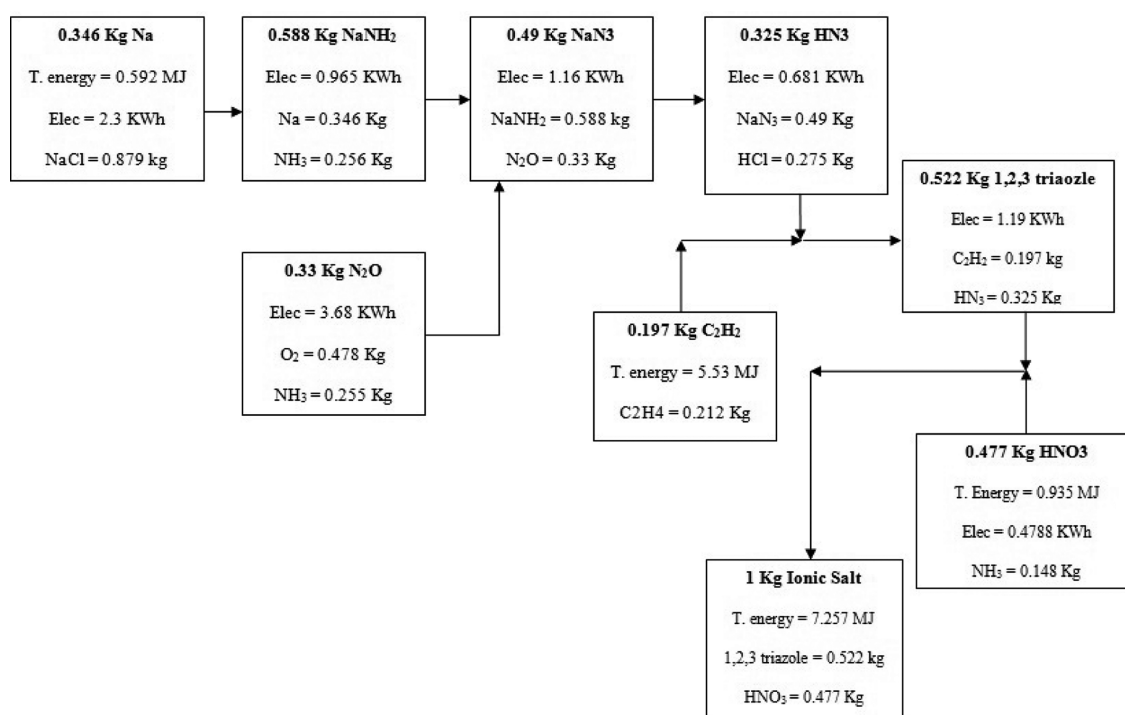 0.346 Kg Na
T. energy = 0.592 MJ
Elec = 2.3 KWh
NaCl = 0.879 kg
0.588 Kg NaNH₂
Elec = 0.965 KWh
Na = 0.346 Kg
NH₃ = 0.256 Kg
0.49 Kg NaN3
Elec = 1.16 KWh
NaNH₂ = 0.588 kg
N₂O = 0.33 Kg
0.325 Kg HN3
Elec = 0.681 KWh
NaN₃ = 0.49 Kg
HCl = 0.275 Kg
0.522 Kg 1,2,3 triaozle
Elec = 1.19 KWh
C₂H₂ = 0.197 kg
HN₃ = 0.325 Kg
0.33 Kg N₂O
Elec = 3.68 KWh
O₂ = 0.478 Kg
NH₃ = 0.255 Kg
0.197 Kg C₂H₂
T. energy = 5.53 MJ
C2H4 = 0.212 Kg
0.477 Kg HNO3
T. Energy = 0.935 MJ
Elec = 0.4788 KWh
NH₃ = 0.148 Kg
1 Kg Ionic Salt
T. energy = 7.257 MJ
1,2,3 triazole = 0.522 kg
HNO₃ = 0.477 Kg